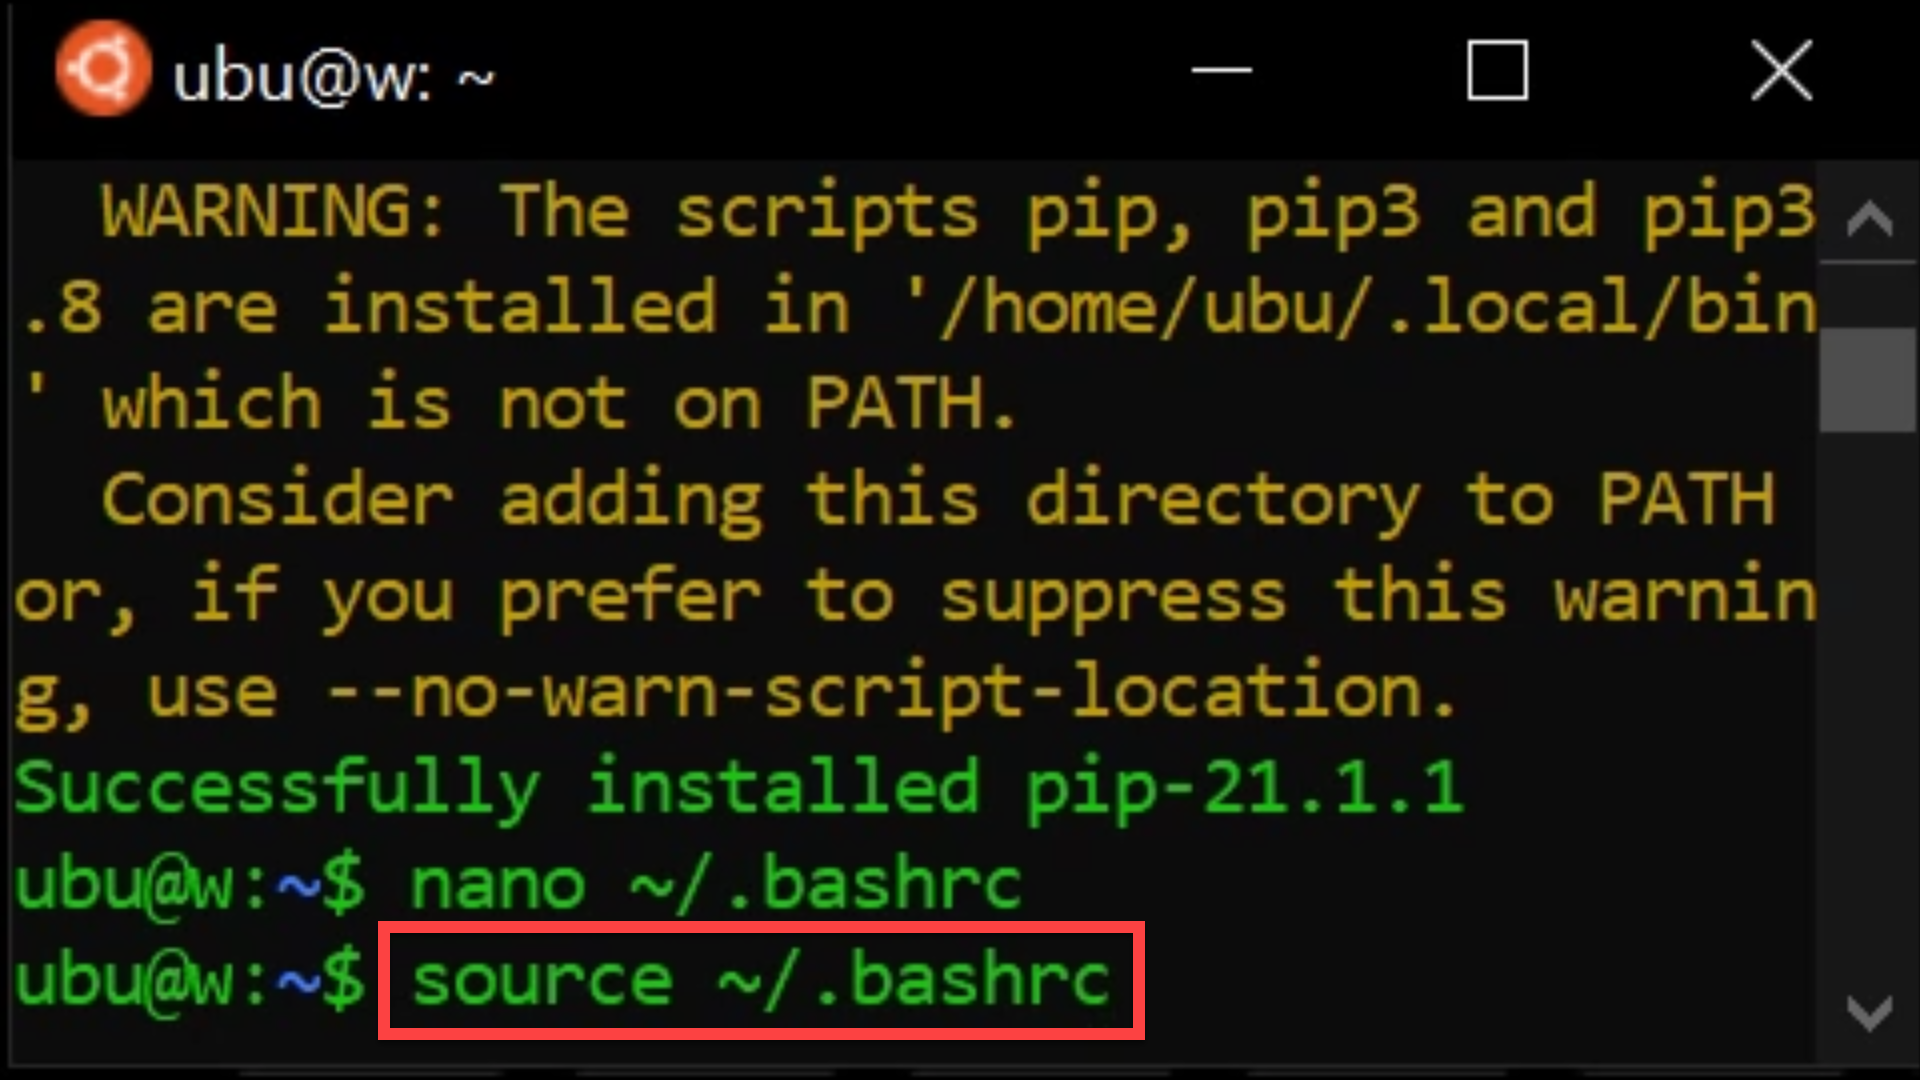 ubu@w: ~
WARNING: The scripts pip, pip3 and pip3
.8 are installed in '/home/ubu/.local/bin
' which is not on PATH.
Consider adding this directory to PATH
or, if you prefer to suppress this warnin
g, use --no-warn-script-location.
Successfully installed pip-21.1.1
ubu@w:~$ nano ~/.bashrc
ubu@w:~$ source ~/.bashrc